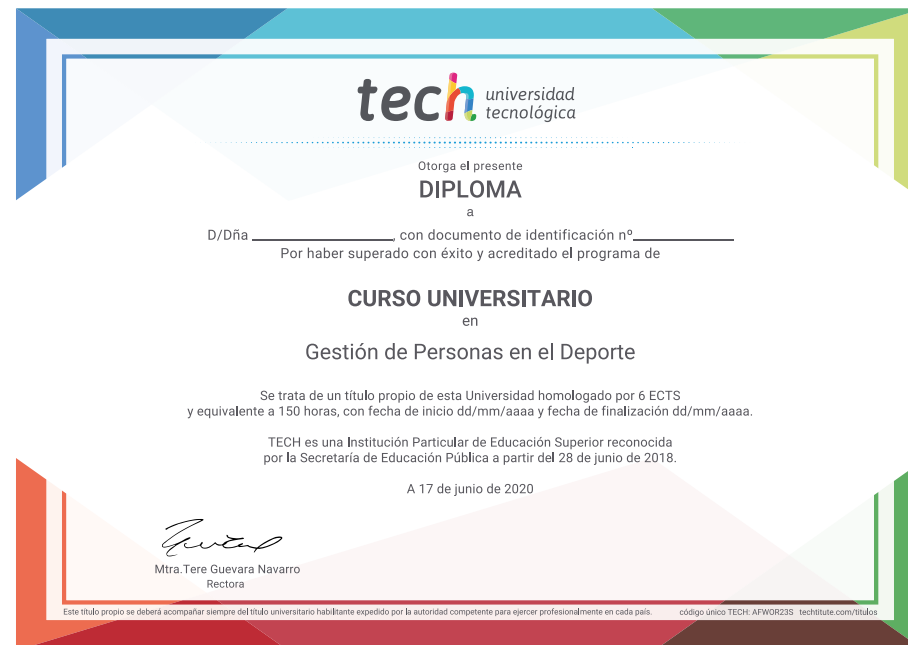 tech universidad
tecnológica
Otorga el presente
DIPLOMA
a
D/Dña ________________, con documento de identificación nº____________
Por haber superado con éxito y acreditado el programa de
CURSO UNIVERSITARIO
en
Gestión de Personas en el Deporte
Se trata de un título propio de esta Universidad homologado por 6 ECTS
y equivalente a 150 horas, con fecha de inicio dd/mm/aaaa y fecha de finalización dd/mm/aaaa.
TECH es una Institución Particular de Educación Superior reconocida
por la Secretaría de Educación Pública a partir del 28 de junio de 2018.
A 17 de junio de 2020
Mtra.Tere Guevara Navarro
Rectora
Este título propio se deberá acompañar siempre del título universitario habilitante expedido por la autoridad competente para ejercer profesionalmente en cada país. código único TECH: AFWOR23S techtitute.com/titulos